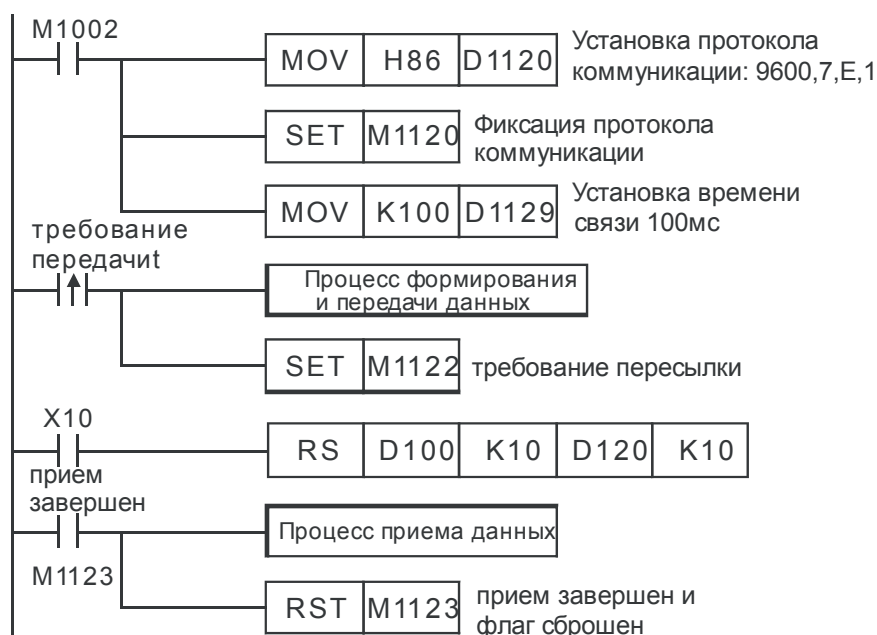 M1002
MOV H86 D1120
Установка протокола
коммуникации: 9600,7,E,1
SET M1120
Фиксация протокола
коммуникации
MOV K100 D1129
Установка времени
связи 100мс
требование
передачиt
Процесс формирования
и передачи данных
SET M1122 требование пересылки
X10
RS D100 K10 D120 K10
прием
завершен
Процесс приема данных
M1123
RST M1123
прием завершен и
флаг сброшен